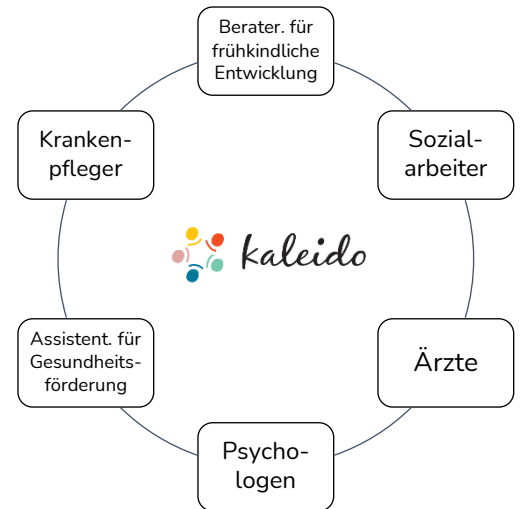 Berater. für
frühkindliche
Entwicklung
Kranken-
pfleger
Sozial-
arbeiter
kaleido
Assistent. für
Gesundheits-
förderung
Ärzte
Psycho-
logen